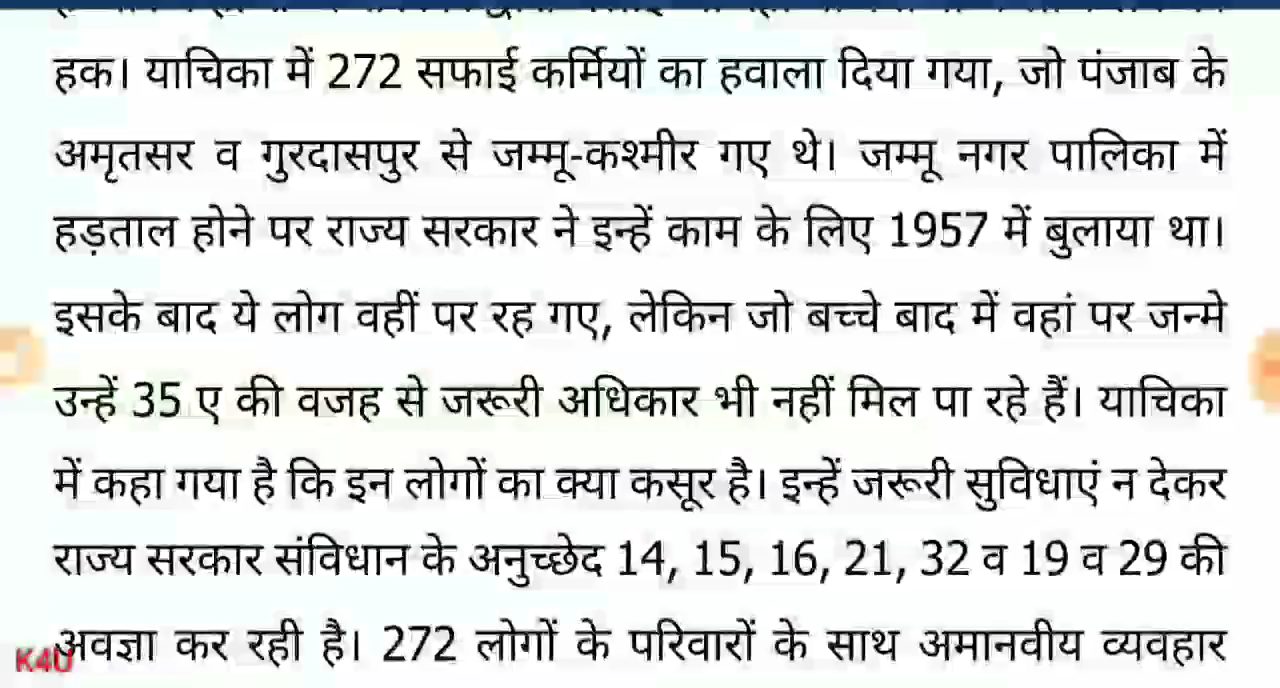 हक। याचिका में 272 सफाई कर्मियों का हवाला दिया गया, जो पंजाब के
अमृतसर व गुरदासपुर से जम्मू-कश्मीर गए थे। जम्मू नगर पालिका में
हड़ताल होने पर राज्य सरकार ने इन्हें काम के लिए 1957 में बुलाया था।
इसके बाद ये लोग वहीं पर रह गए, लेकिन जो बच्चे बाद में वहां पर जन्मे
उन्हें 35 ए की वजह से जरूरी अधिकार भी नहीं मिल पा रहे हैं। याचिका
में कहा गया है कि इन लोगों का क्या कसूर है। इन्हें जरूरी सुविधाएं न देकर
राज्य सरकार संविधान के अनुच्छेद 14, 15, 16, 21, 32 व 19 व 29 की
अवज्ञा कर रही है। 272 लोगों के परिवारों के साथ अमानवीय व्यवहार
K4U